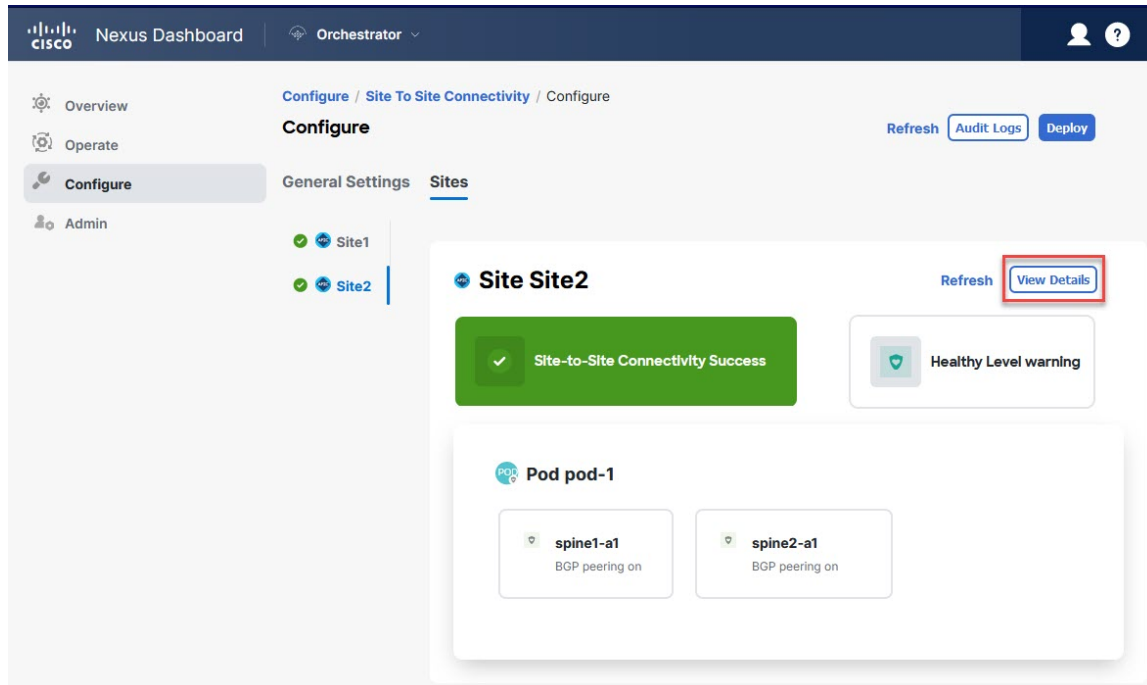 CISCO Nexus Dashboard Orchestrator ?
Overview
Operate
Configure
Admin
Configure / Site To Site Connectivity / Configure
Configure
Refresh Audit Logs Deploy
General Settings Sites
Site1
Site2
Site Site2
Refresh View Details
Site-to-Site Connectivity Success
Healthy Level warning
POD Pod pod-1
spine1-a1
BGP peering on
spine2-a1
BGP peering on